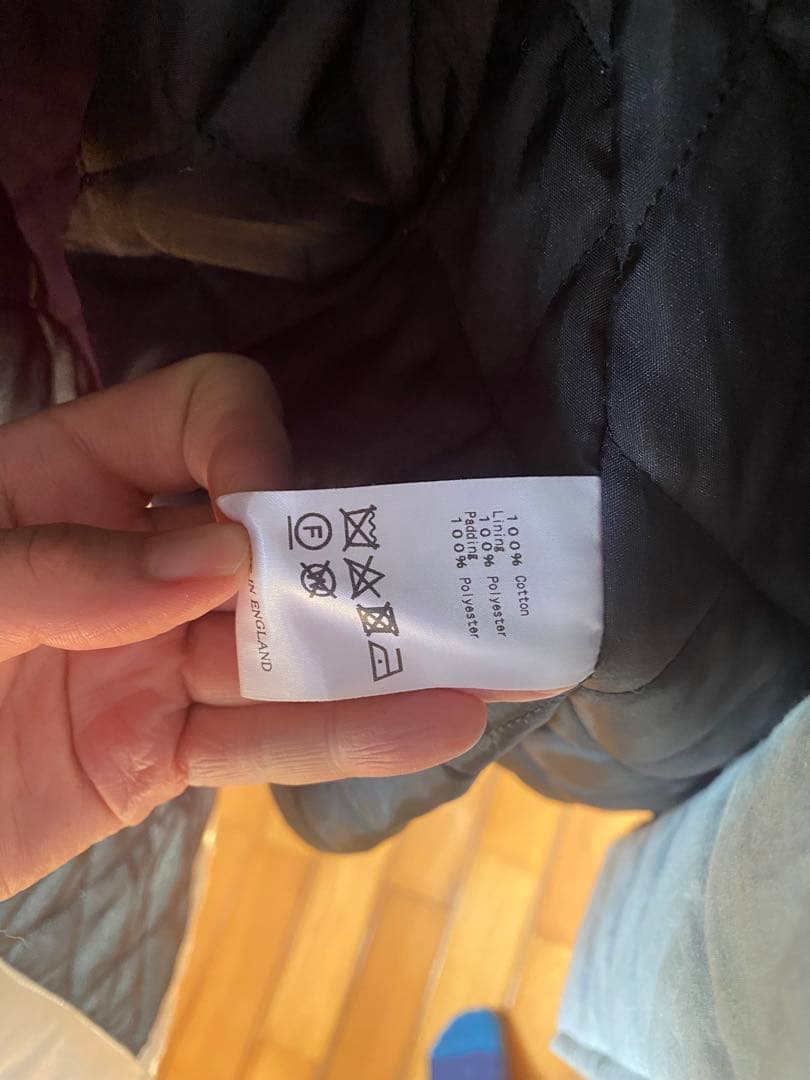 100% Cotton
Lining
100% Polyester
Padding
100% Polyester
F
W
IN ENGLAND